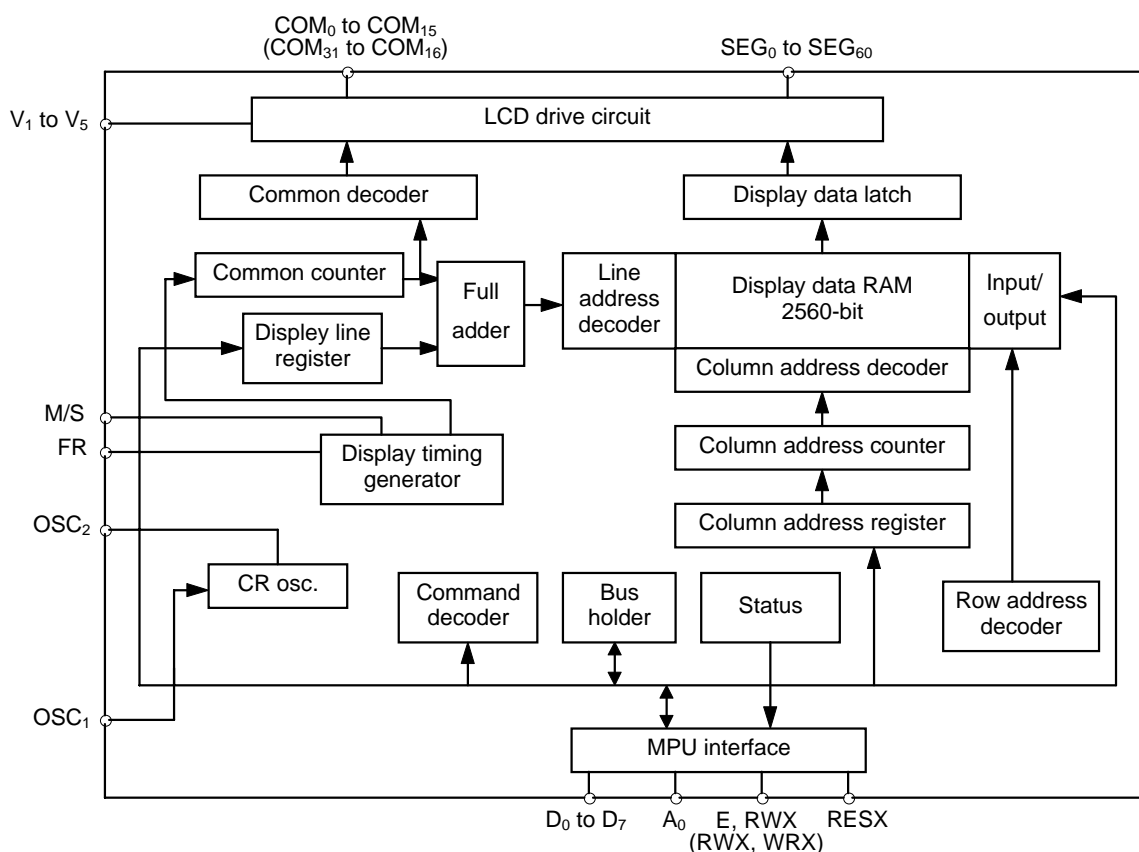 COM₀ to COM₁₅
(COM₃₁ to COM₁₆)
SEG₀ to SEG₆₀
V₁ to V₅
LCD drive circuit
Common decoder
Display data latch
Common counter
Full
adder
Line
address
decoder
Display data RAM
2560-bit
Input/
output
Displey line
register
Column address decoder
M/S
FR
Display timing
generator
Column address counter
OSC₂
Column address register
CR osc.
Command
decoder
Bus
holder
Status
Row address
decoder
OSC₁
MPU interface
D₀ to D₇
A₀
E, RWX
(RWX, WRX)
RESX